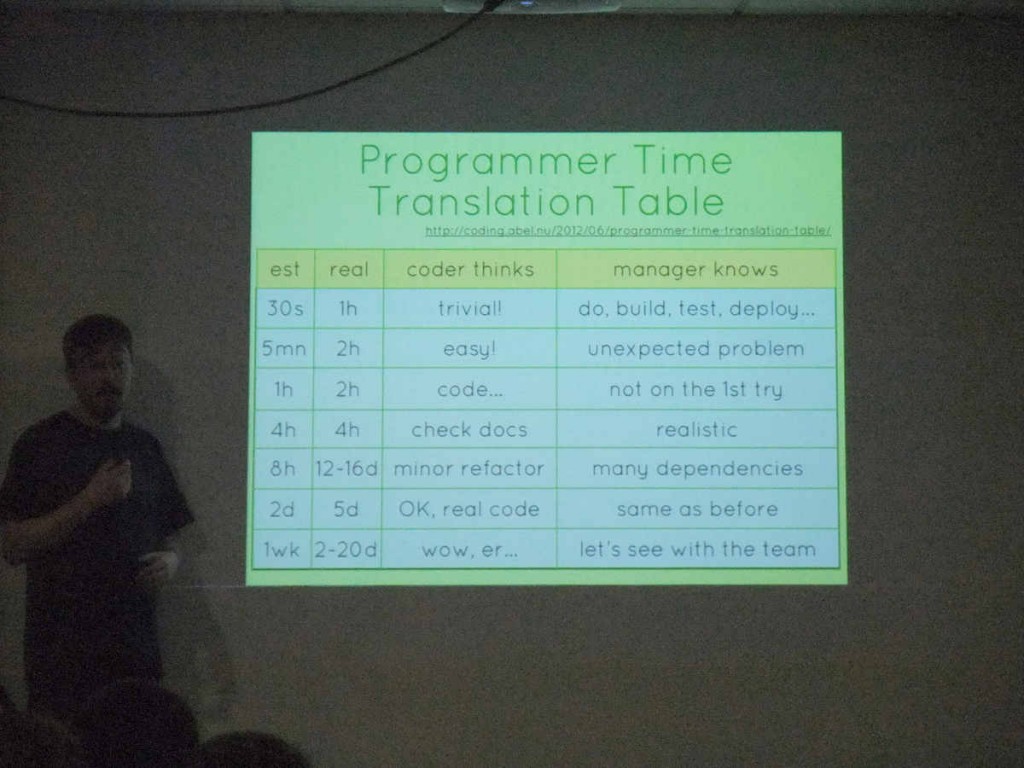 Programmer Time
Translation Table
http://coding.abel.nu/2012/06/programmer-time-translation-table/
est real coder thinks manager knows
30s 1h trivial! do, build, test, deploy...
5mn 2h easy! unexpected problem
1h 2h code... not on the 1st try
4h 4h check docs realistic
8h 12-16d minor refactor many dependencies
2d 5d OK, real code same as before
1wk 2-20d wow, er... let's see with the team